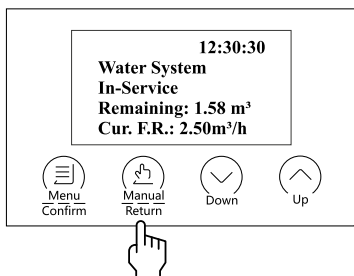 12:30:30
Water System
In-Service
Remaining: 1.58 m³
Cur. F.R.: 2.50m³/h
Menu
Confirm
Manual
Return
Down
Up